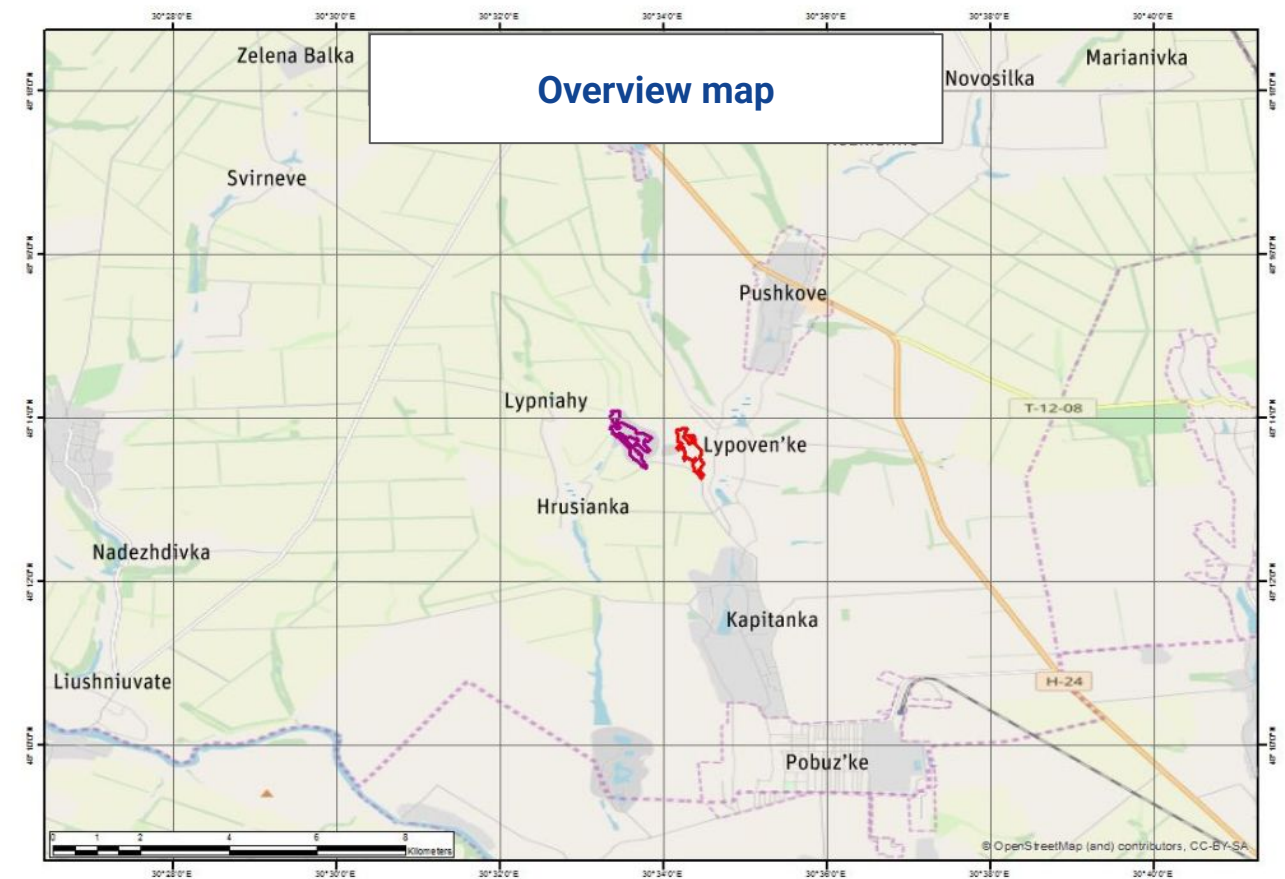 30°28'0"E 30°30'0"E 30°32'0"E 30°34'0"E 30°36'0"E 30°38'0"E 30°40'0"E
Zelena Balka
Overview map
Marianivka
Novosilka
Svirneve
Pushkove
Lypniahy
T-12-08
Lypoven'ke
Hrusianka
Nadezhdivka
Kapitanka
Liushniuvate
H-24
Pobuz'ke
0 1 2 4 6 8
Kilometers
© OpenStreetMap (and) contributors, CC-BY-SA
30°28'0"E 30°30'0"E 30°32'0"E 30°34'0"E 30°36'0"E 30°38'0"E 30°40'0"E